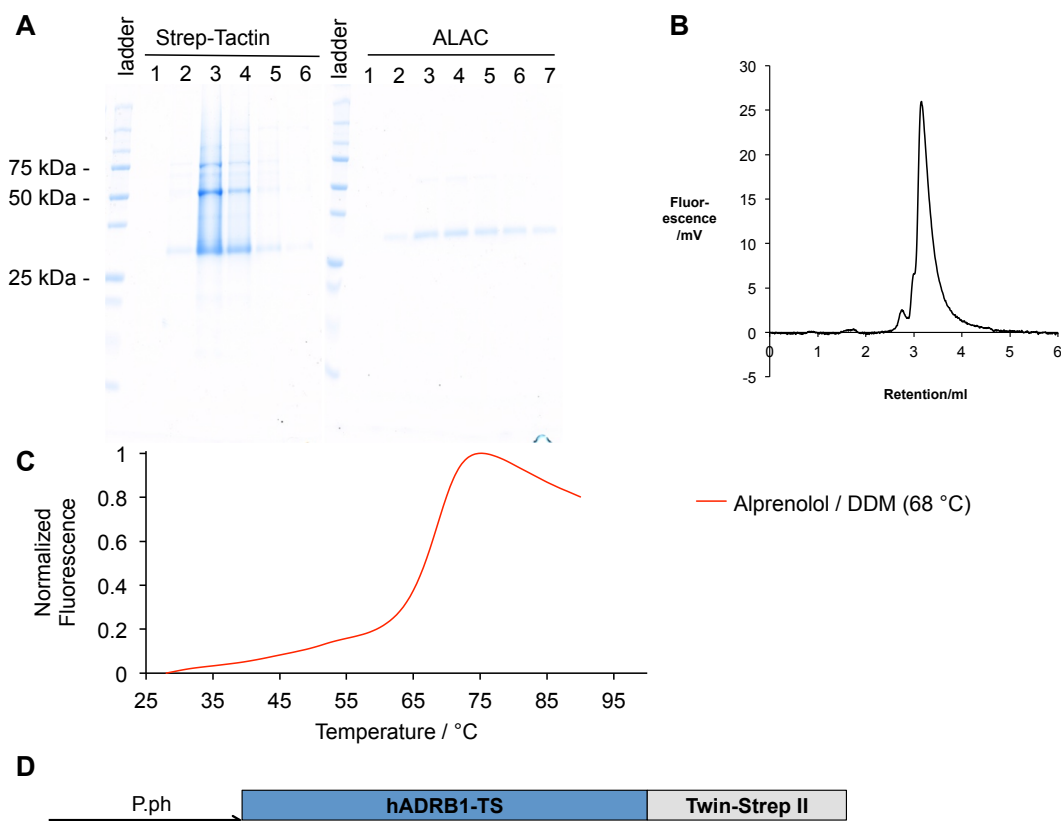 A
ladder
Strep-Tactin
1 2 3 4 5 6
ladder
ALAC
1 2 3 4 5 6 7
75 kDa -
50 kDa -
25 kDa -
B
30
25
20
15
10
5
0
-5
Fluor-
escence
/mV
0 1 2 3 4 5 6
Retention/ml
C
1
0.8
0.6
0.4
0.2
0
Normalized
Fluorescence
25 35 45 55 65 75 85 95
Temperature / °C
Alprenolol / DDM (68 °C)
D
P.ph
hADRB1-TS
Twin-Strep II